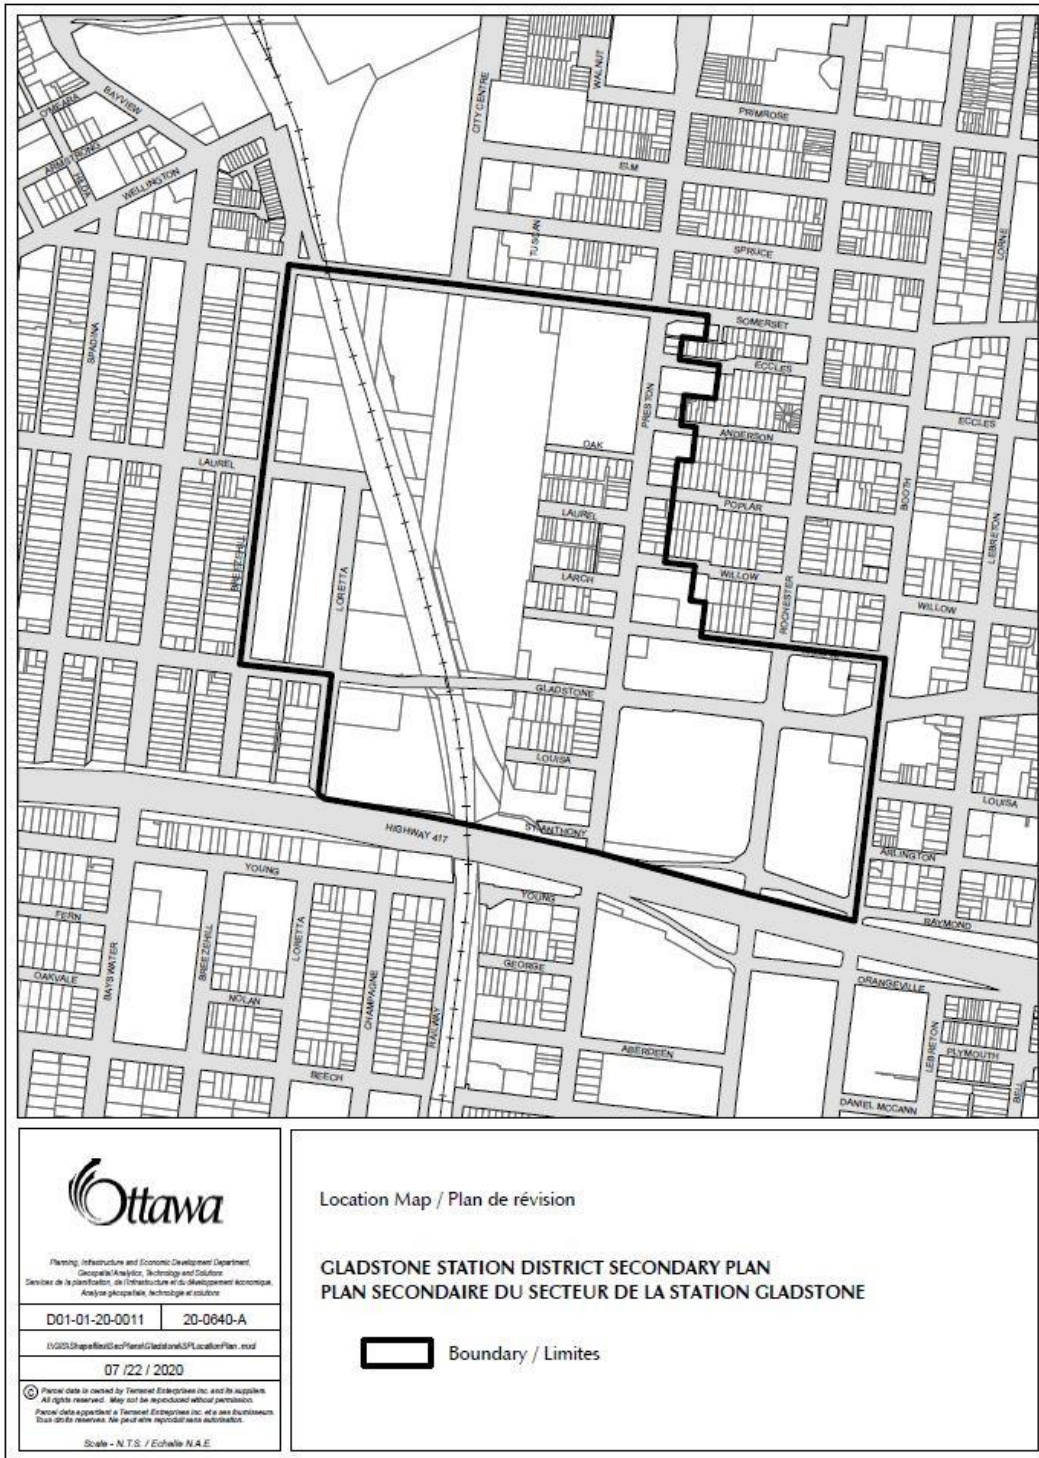 WALNUT
CITY CENTRE
PRIMROSE
O'MEARA
BAYVIEW
ARMSTRONG
HILDA
WELLINGTON
ELM
TUSCAN
SPRUCE
LORNE
SPADINA
SOMERSET
ECCLES
PRESTON
ECCLES
OAK
ANDERSON
LAUREL
BOOTH
POPLAR
LAUREL
LEBRETON
BREEZEHILL
LORETTA
LARCH
WILLOW
ROCHESTER
WILLOW
GLADSTONE
LOUISA
LOUISA
HIGHWAY 417
ST ANTHONY
ARLINGTON
YOUNG
YOUNG
RAYMOND
FERN
BAYSWATER
BREEZEHILL
LORETTA
GEORGE
OAKVALE
CHAMPAGNE
ORANGEVILLE
NOLAN
RAILWAY
LEBRETON
ABERDEEN
PLYMOUTH
BEECH
BELL
DANIEL MCCANN
Ottawa
Planning, Infrastructure and Economic Development Department,
Geospatial Analytics, Technology and Solutions
Services de la planification, de l'infrastructure et du développement économique,
Analyse géospatiale, technologie et solutions
D01-01-20-0011 20-0640-A
07 /22 / 2020
© Parcel data is owned by Teranet Enterprises Inc. and its suppliers.
All rights reserved. May not be reproduced without permission.
Parcel data appartient a Teranet Entreprises Inc. et a ses fournisseurs.
Tous droits reserves. Ne peut etre reproduit sans autorisation.
Scale - N.T.S. / Echelle N.A.E.
Location Map / Plan de révision
GLADSTONE STATION DISTRICT SECONDARY PLAN
PLAN SECONDAIRE DU SECTEUR DE LA STATION GLADSTONE
Boundary / Limites